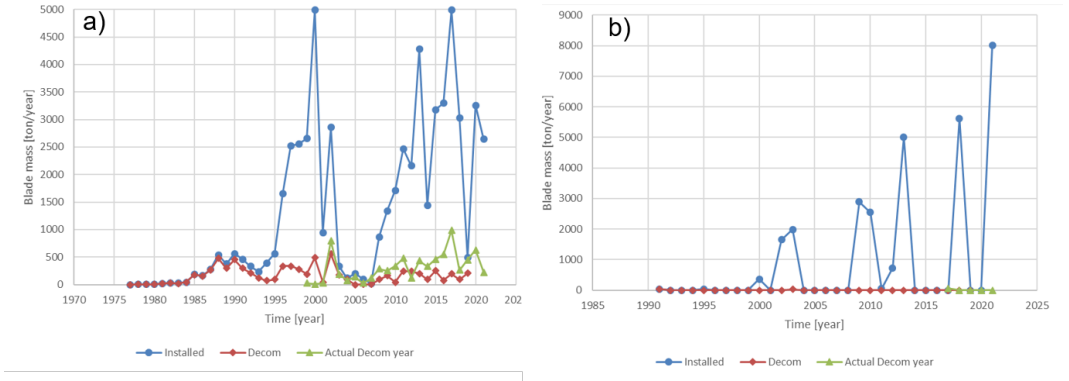 a)
5000
4500
4000
3500
3000
2500
2000
1500
1000
500
0
Blade mass [ton/year]
1970 1975 1980 1985 1990 1995 2000 2005 2010 2015 2020 202
Time [year]
Installed Decom Actual Decom year
b)
9000
8000
7000
6000
5000
4000
3000
2000
1000
0
Blade mass [ton/year]
1985 1990 1995 2000 2005 2010 2015 2020 2025
Time [year]
Installed Decom Actual Decom year